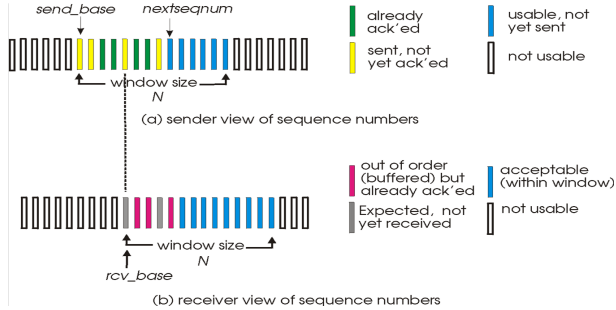 send_base
nextseqnum
already
ack'ed
usable, not
yet sent
sent, not
yet ack'ed
not usable
window size
N
(a) sender view of sequence numbers
out of order
(buffered) but
already ack'ed
acceptable
(within window)
Expected, not
yet received
not usable
window size
N
rcv_base
(b) receiver view of sequence numbers